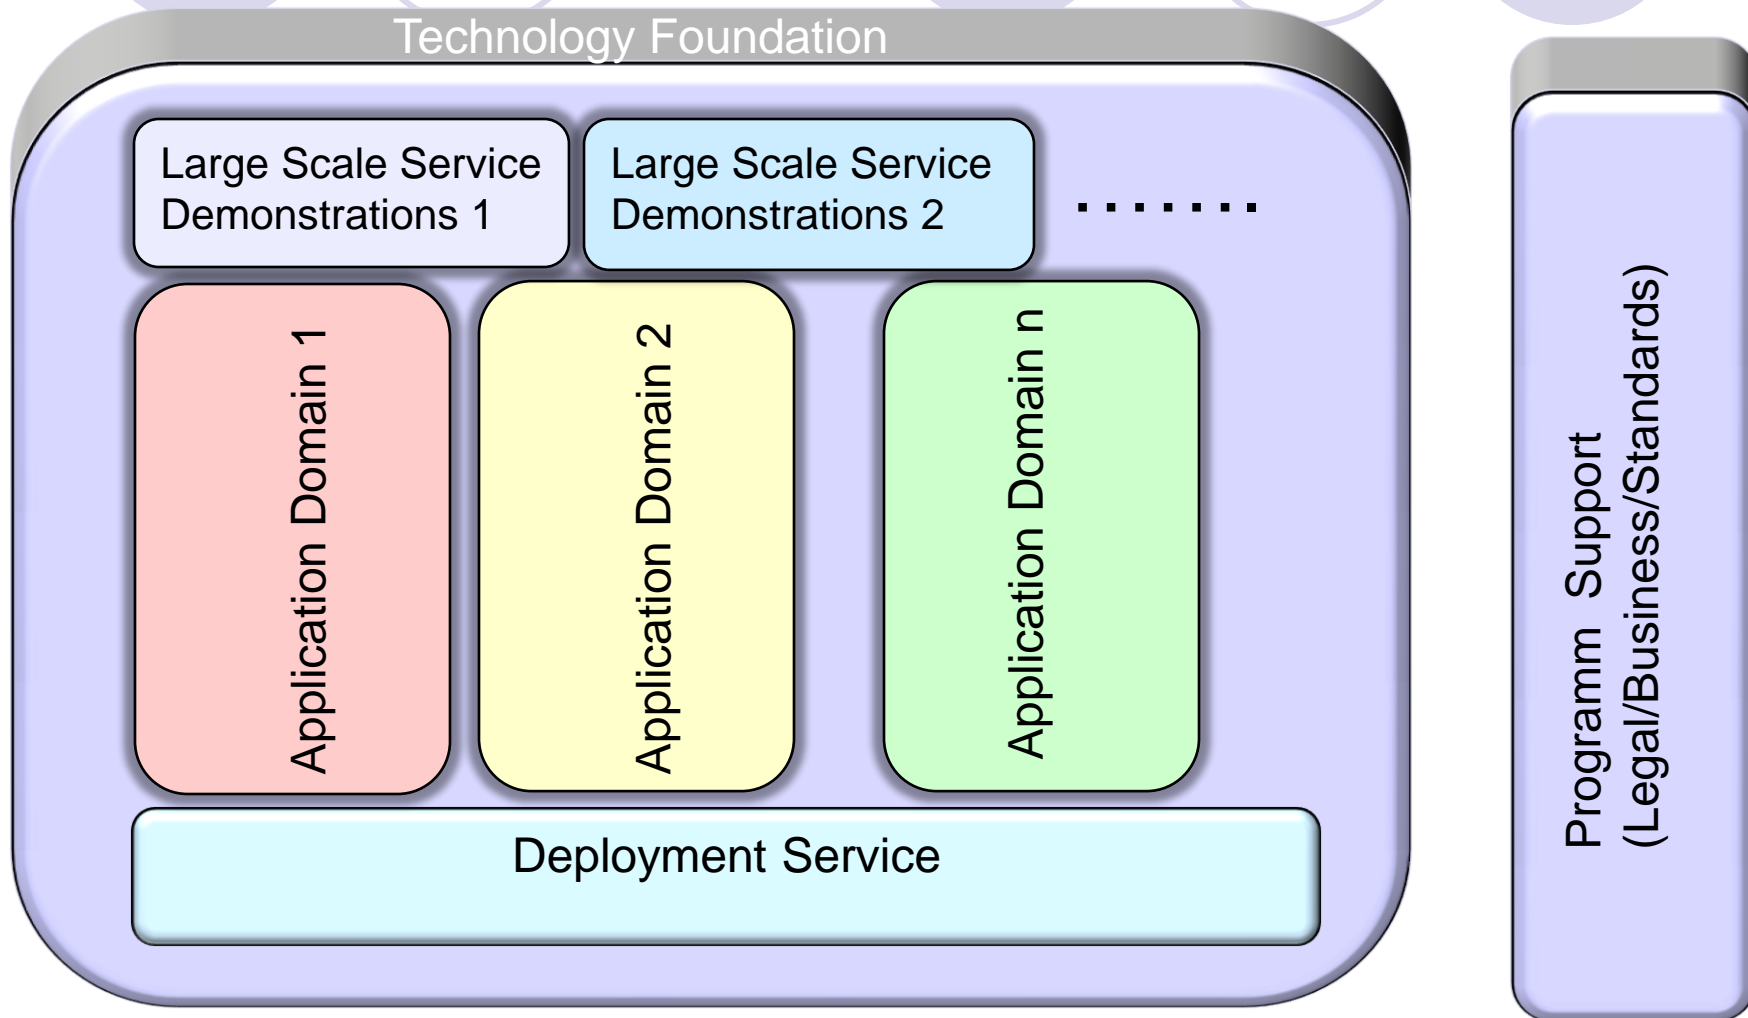 Technology Foundation
Large Scale Service
Demonstrations 1
Large Scale Service
Demonstrations 2
.......
Application Domain 1
Application Domain 2
Application Domain n
Deployment Service
Programm Support
(Legal/Business/Standards)